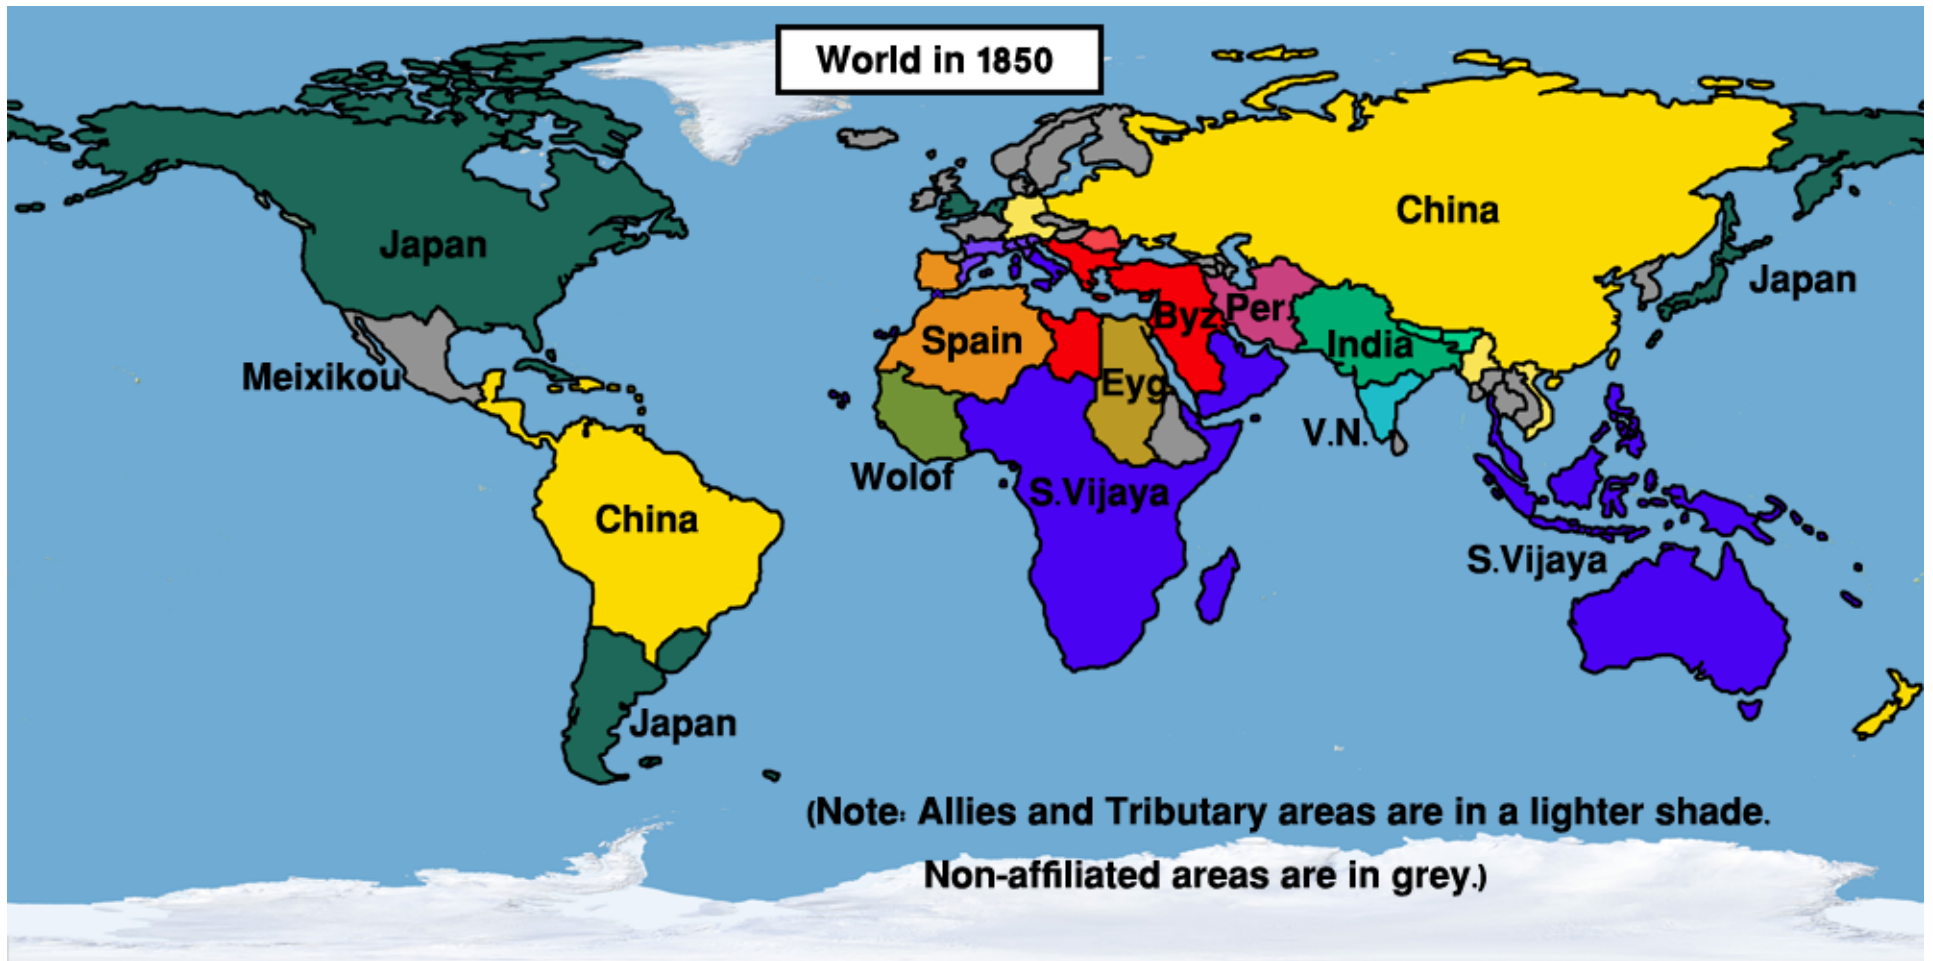 World in 1850
China
Japan
Japan
Per.
Byz.
Spain
India
Meixikou
Eyg.
V.N.
Wolof
S.Vijaya
China
S.Vijaya
Japan
(Note: Allies and Tributary areas are in a lighter shade.
Non-affiliated areas are in grey.)